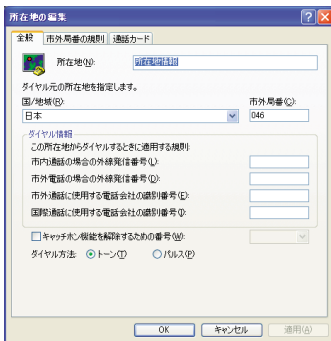 所在地の編集
全般 市外局番の規則 通話カード
所在地(N): 所在地情報
ダイヤル元の所在地を指定します。
国/地域(R): 市外局番(C):
日本 046
ダイヤル情報
この所在地からダイヤルするときに適用する規則:
市内通話の場合の外線発信番号(L):
市外電話の場合の外線発信番号(S):
市外通話に使用する電話会社の識別番号(E):
国際通話に使用する電話会社の識別番号(I):
キャッチホン機能を解除するための番号(W):
ダイヤル方法: トーン(T) パルス(P)
OK キャンセル 適用(A)